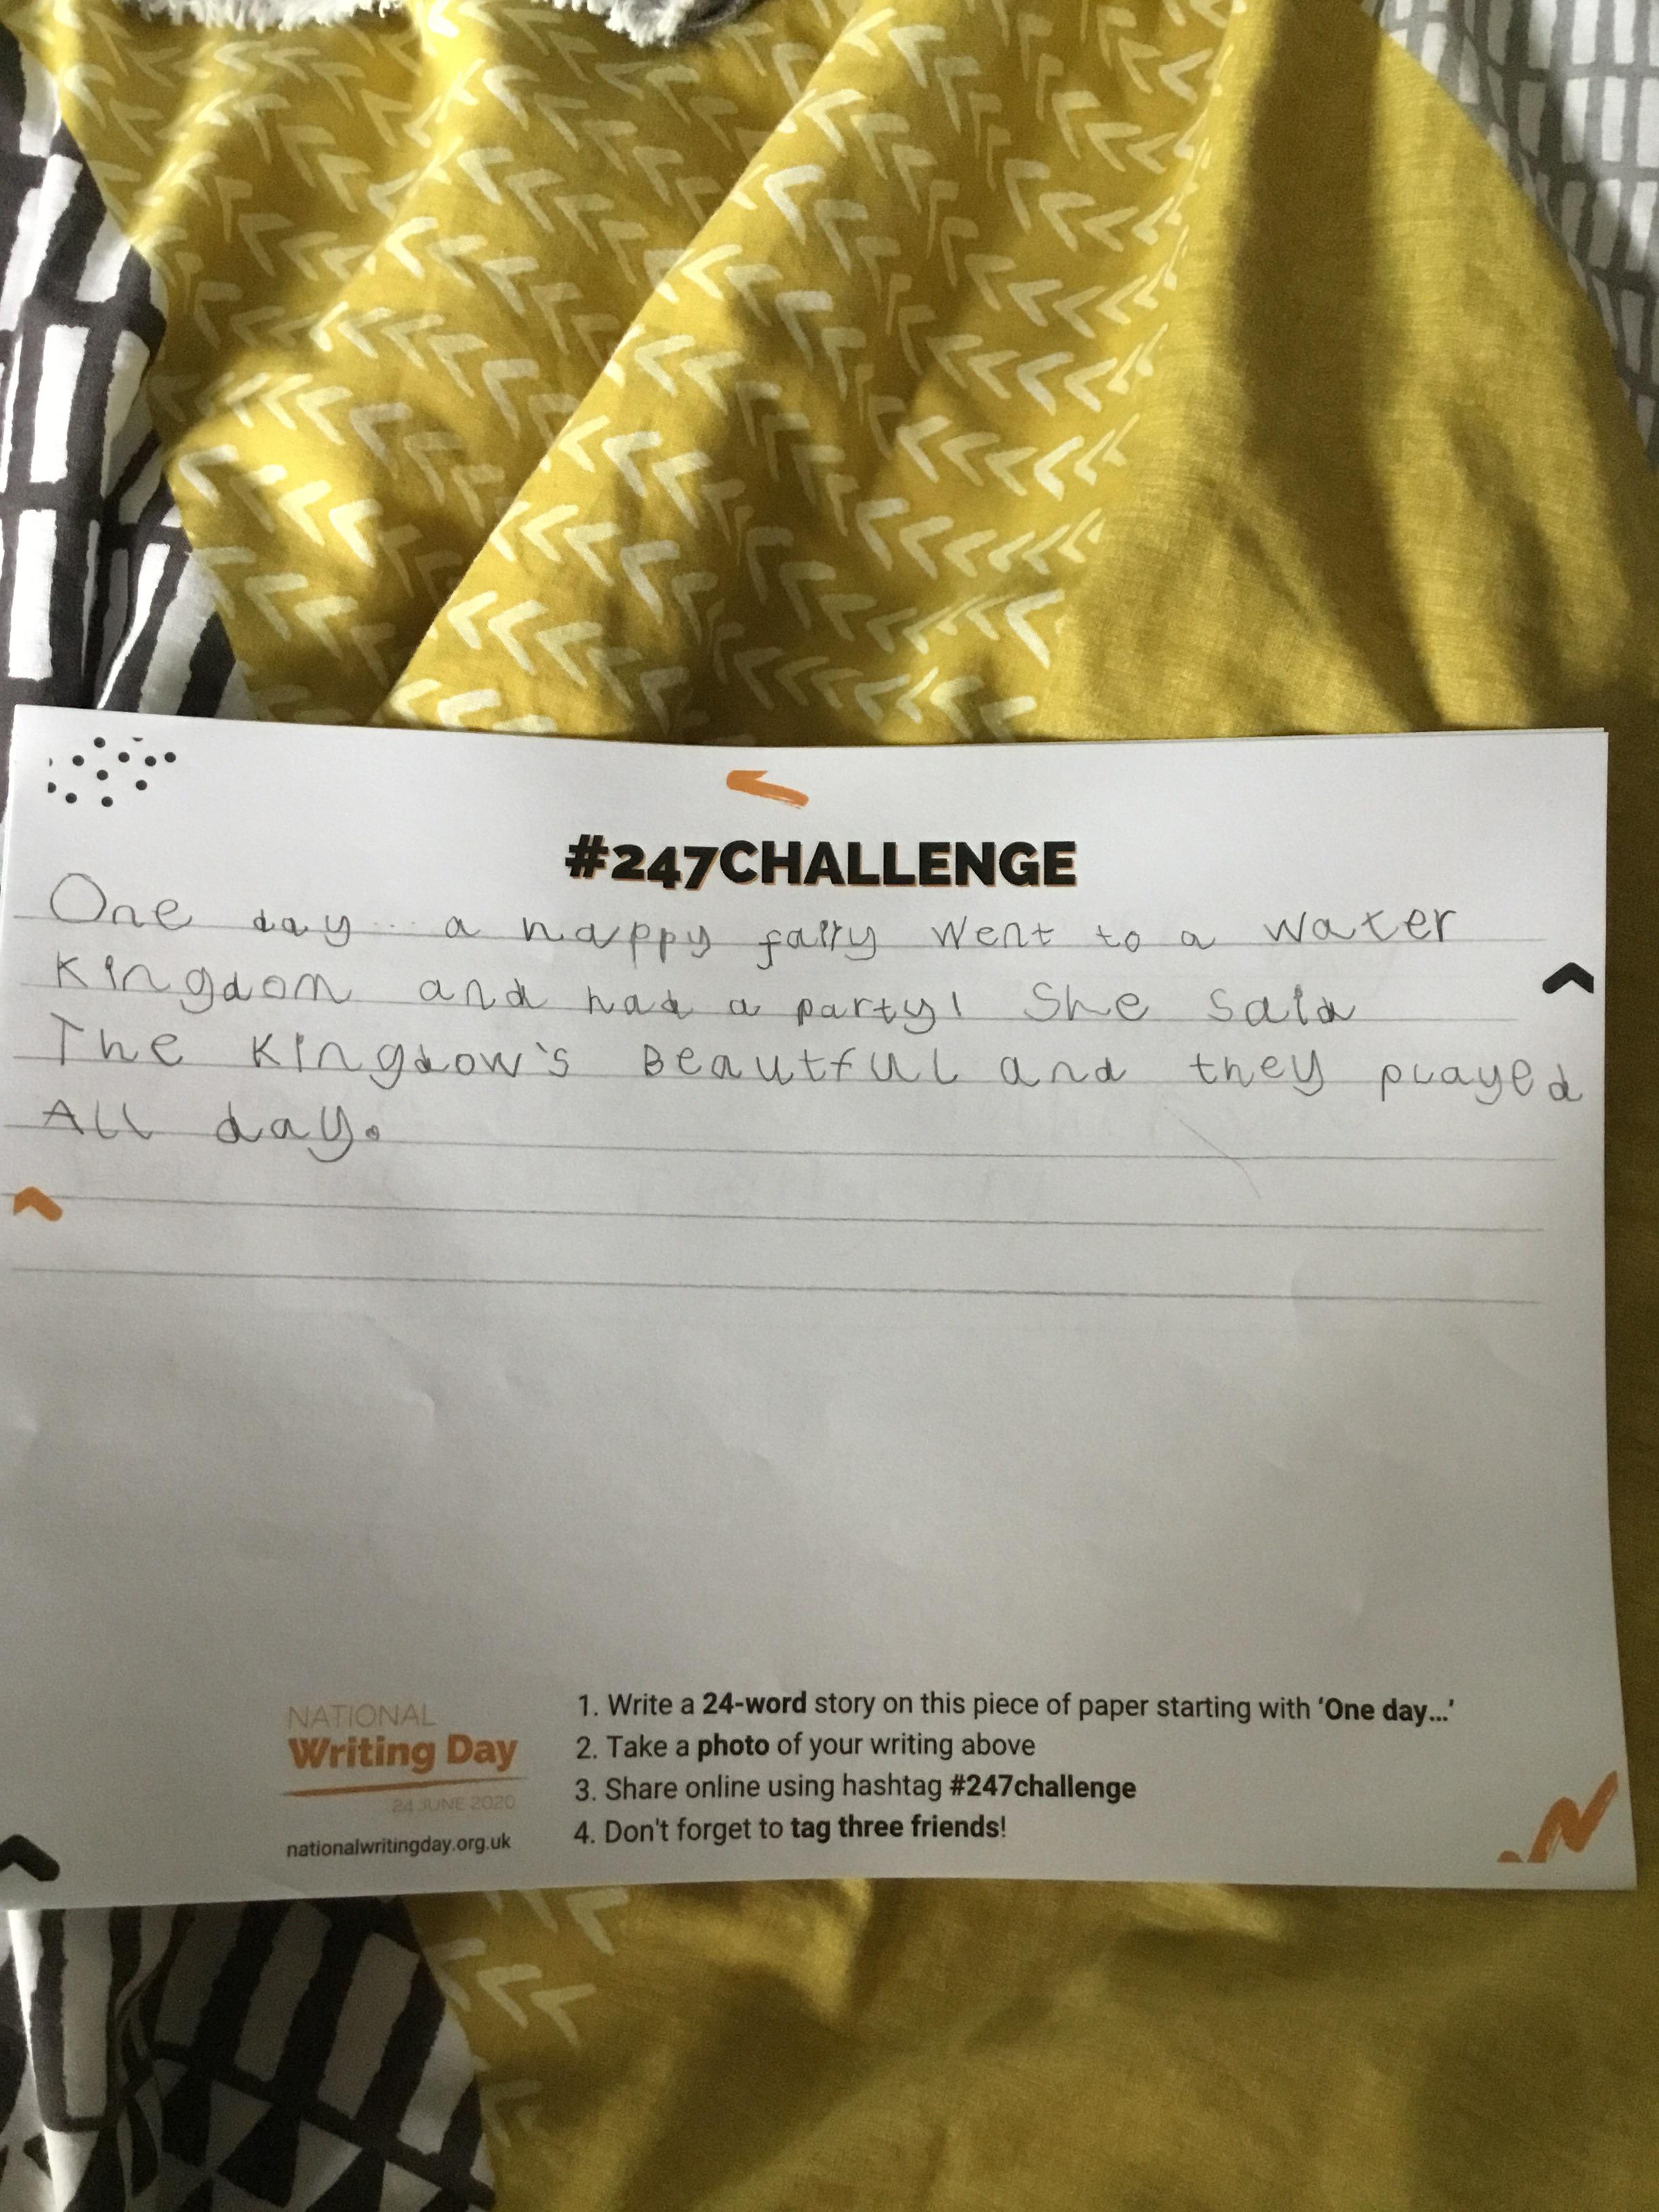 #247CHALLENGE
One day... a happy fairy went to a water
Kingdom and had a party! She said
The Kingdow's Beautful and they played
All day.
NATIONAL
Writing Day
24 JUNE 2020
nationalwritingday.org.uk
1. Write a 24-word story on this piece of paper starting with ‘One day...’
2. Take a photo of your writing above
3. Share online using hashtag #247challenge
4. Don't forget to tag three friends!